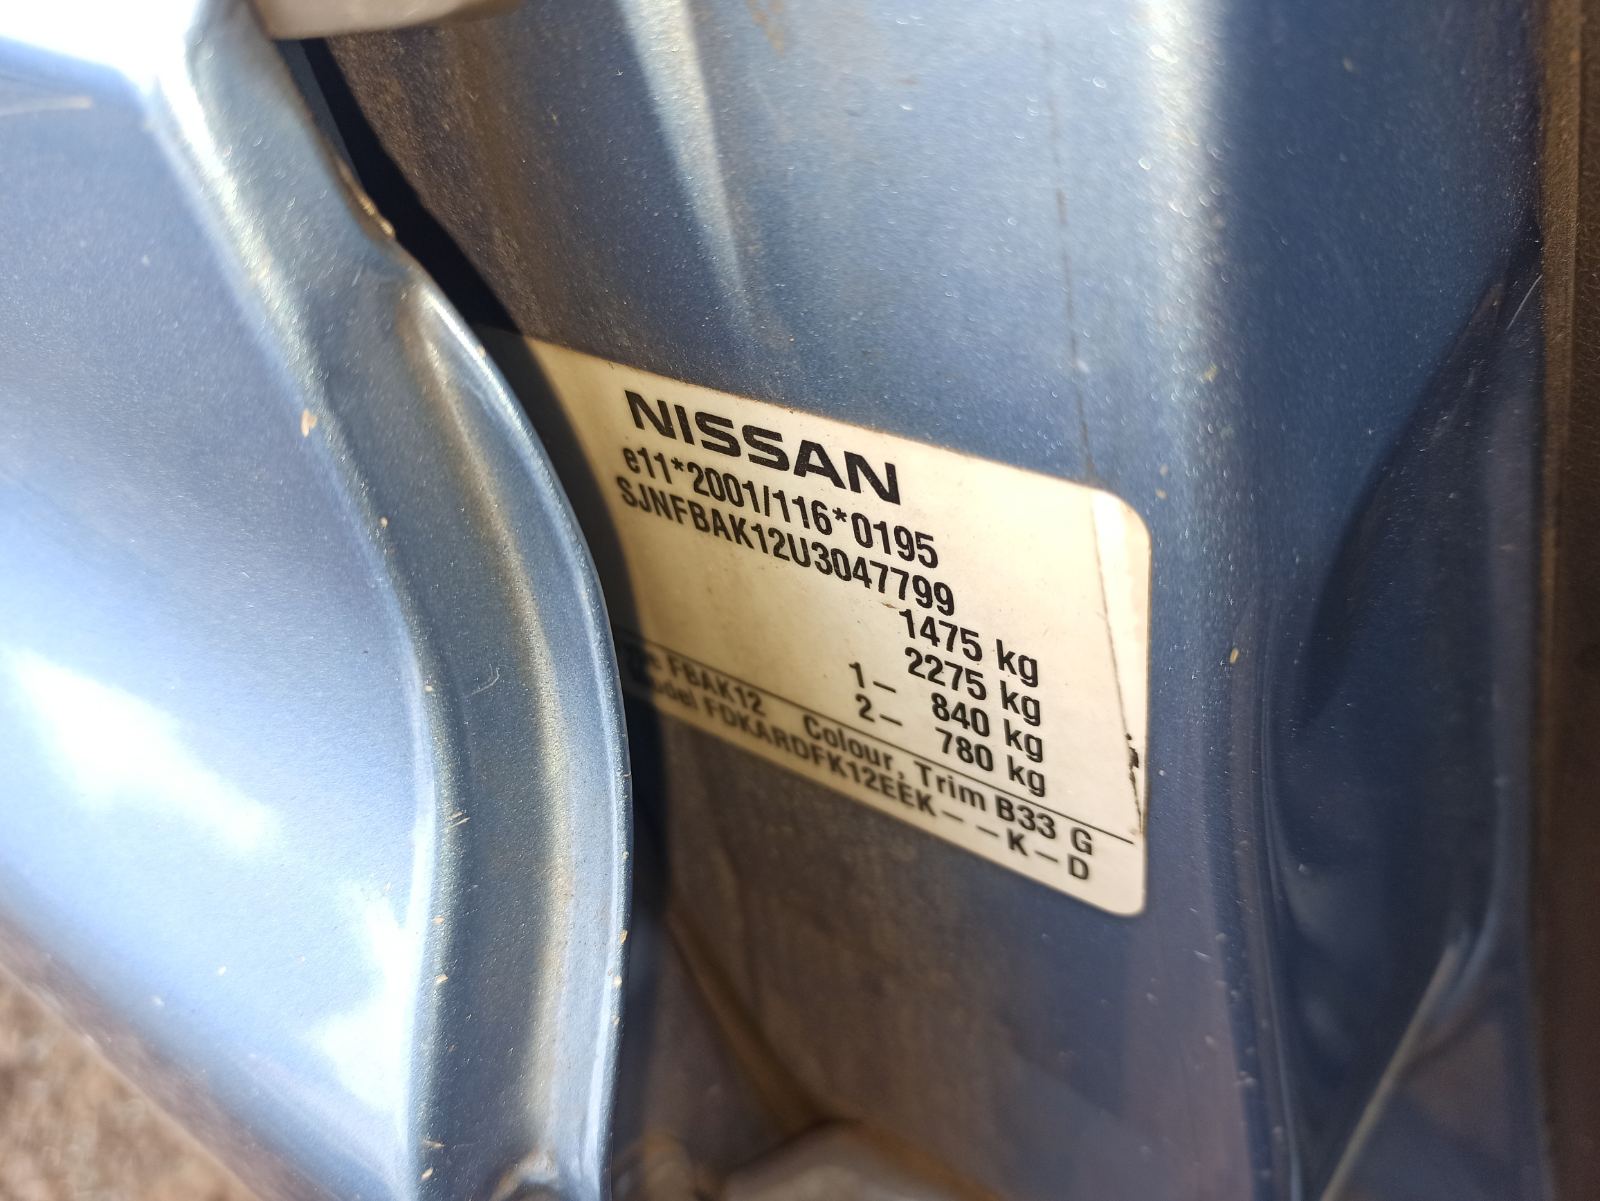 NISSAN
e11*2001/116*0195
SJNFBAK12U3047799
1475 kg
2275 kg
1– 840 kg
2– 780 kg
FBAK12 Colour, Trim B33 G
FDKARDFK12EEK– –K–D